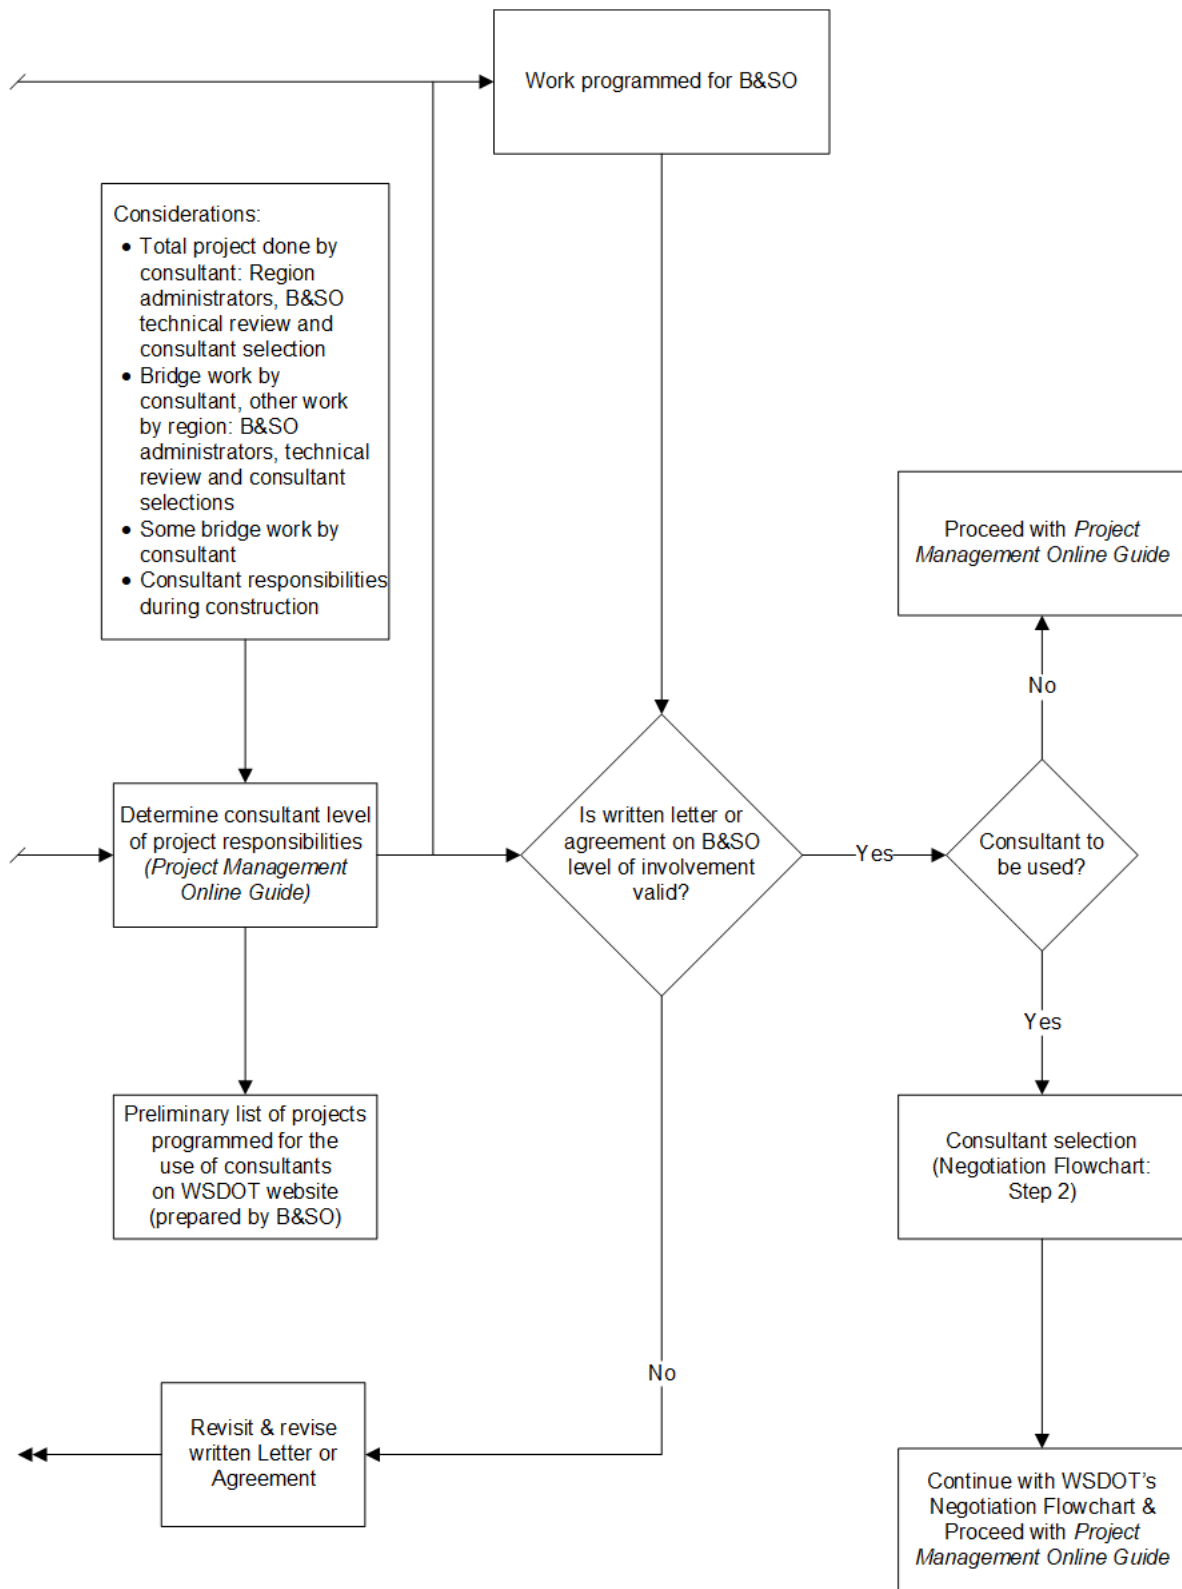 Work programmed for B&SO
Considerations:
• Total project done by
consultant: Region
administrators, B&SO
technical review and
consultant selection
• Bridge work by
consultant, other work
by region: B&SO
administrators, technical
review and consultant
selections
• Some bridge work by
consultant
• Consultant responsibilities
during construction
Proceed with Project
Management Online Guide
No
Determine consultant level
of project responsibilities
(Project Management
Online Guide)
Is written letter or
agreement on B&SO
level of involvement
valid?
Yes
Consultant to
be used?
Yes
Preliminary list of projects
programmed for the
use of consultants
on WSDOT website
(prepared by B&SO)
Consultant selection
(Negotiation Flowchart:
Step 2)
No
Revisit & revise
written Letter or
Agreement
Continue with WSDOT's
Negotiation Flowchart &
Proceed with Project
Management Online Guide